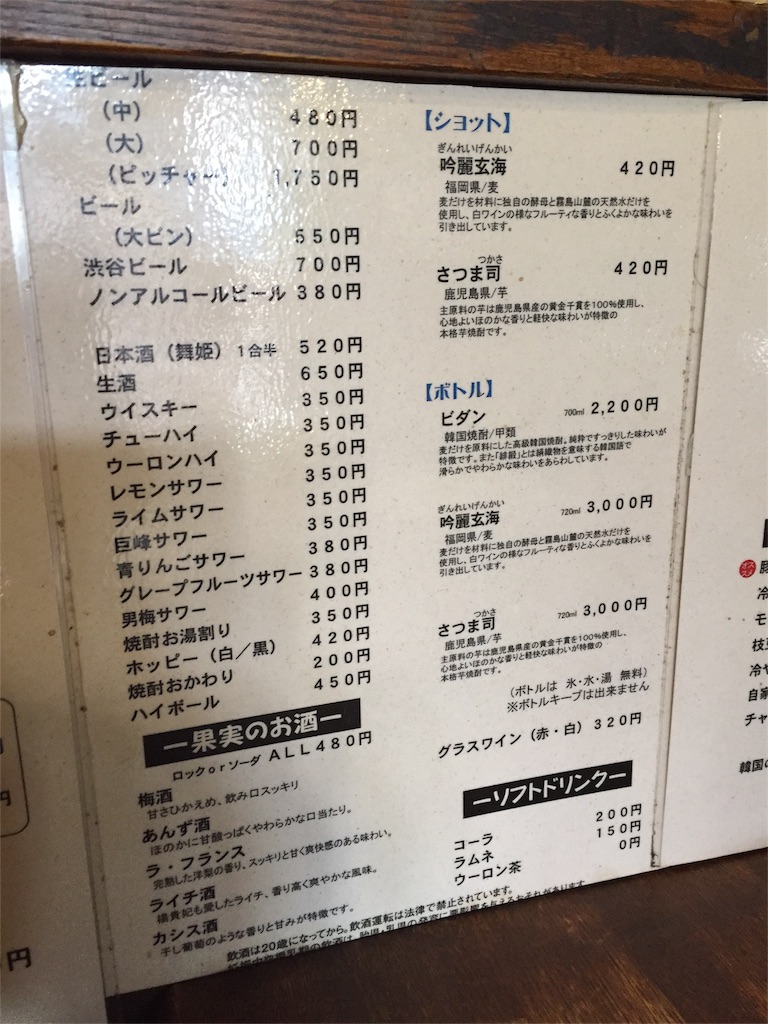 生ビール
（中） 480円
（大） 700円
（ピッチャー） 1,750円
ビール
（大ビン） 550円
渋谷ビール 700円
ノンアルコールビール 380円
日本酒（舞姫） 1合半 520円
生酒 650円
ウイスキー 350円
チューハイ 350円
ウーロンハイ 350円
レモンサワー 350円
ライムサワー 350円
巨峰サワー 350円
青りんごサワー 380円
グレープフルーツサワー 380円
男梅サワー 400円
焼酎お湯割り 350円
ホッピー（白／黒） 420円
焼酎おかわり 200円
ハイボール 450円
ー果実のお酒ー
ロックorソーダ ALL480円
梅酒
甘さひかえめ、飲み口スッキリ
あんず酒
ほのかに甘酸っぱくやわらかな口当たり。
ラ・フランス
完熟した洋梨の香り、スッキリと甘く爽快感のある味わい。
ライチ酒
楊貴妃も愛したライチ、香り高く爽やかな風味。
カシス酒
干し葡萄のような香りと甘みが特徴です。
【ショット】
ぎんれいげんかい
吟麗玄海 420円
福岡県/麦
麦だけを材料に独自の酵母と霧島山麓の天然水だけを
使用し、白ワインの様なフルーティな香りとふくよかな味わいを
引き出しています。
つかさ
さつま司 420円
鹿児島県/芋
主原料の芋は鹿児島県産の黄金千貫を100％使用し、
心地よいほのかな香りと軽快な味わいが特徴の
本格芋焼酎です。
【ボトル】
ビダン 700ml 2,200円
韓国焼酎/甲類
麦だけを原料にした高級韓国焼酎。純粋ですっきりした味わいが
特徴です。また「緋緞」とは絹織物を意味する韓国語で
滑らかでやわらかな味わいをあらわしています。
ぎんれいげんかい
吟麗玄海 720ml 3,000円
福岡県/麦
麦だけを材料に独自の酵母と霧島山麓の天然水だけを
使用し、白ワインの様なフルーティな香りとふくよかな味わいを
引き出しています。
つかさ
さつま司 720ml 3,000円
鹿児島県/芋
主原料の芋は鹿児島県産の黄金千貫を100％使用し、
心地よいほのかな香りと軽快な味わいが特徴の
本格芋焼酎です。
（ボトルは 氷・水・湯 無料）
※ボトルキープは出来ません
グラスワイン（赤・白） 320円
ーソフトドリンクー
コーラ 200円
ラムネ 150円
ウーロン茶 0円
飲酒は20歳になってから。飲酒運転は法律で禁止されています。
妊娠中や授乳期の飲酒は、胎児・乳児の発育に悪影響を与えるおそれがあります
円
冷
モ
枝豆
冷や
自家
チャ
韓国の